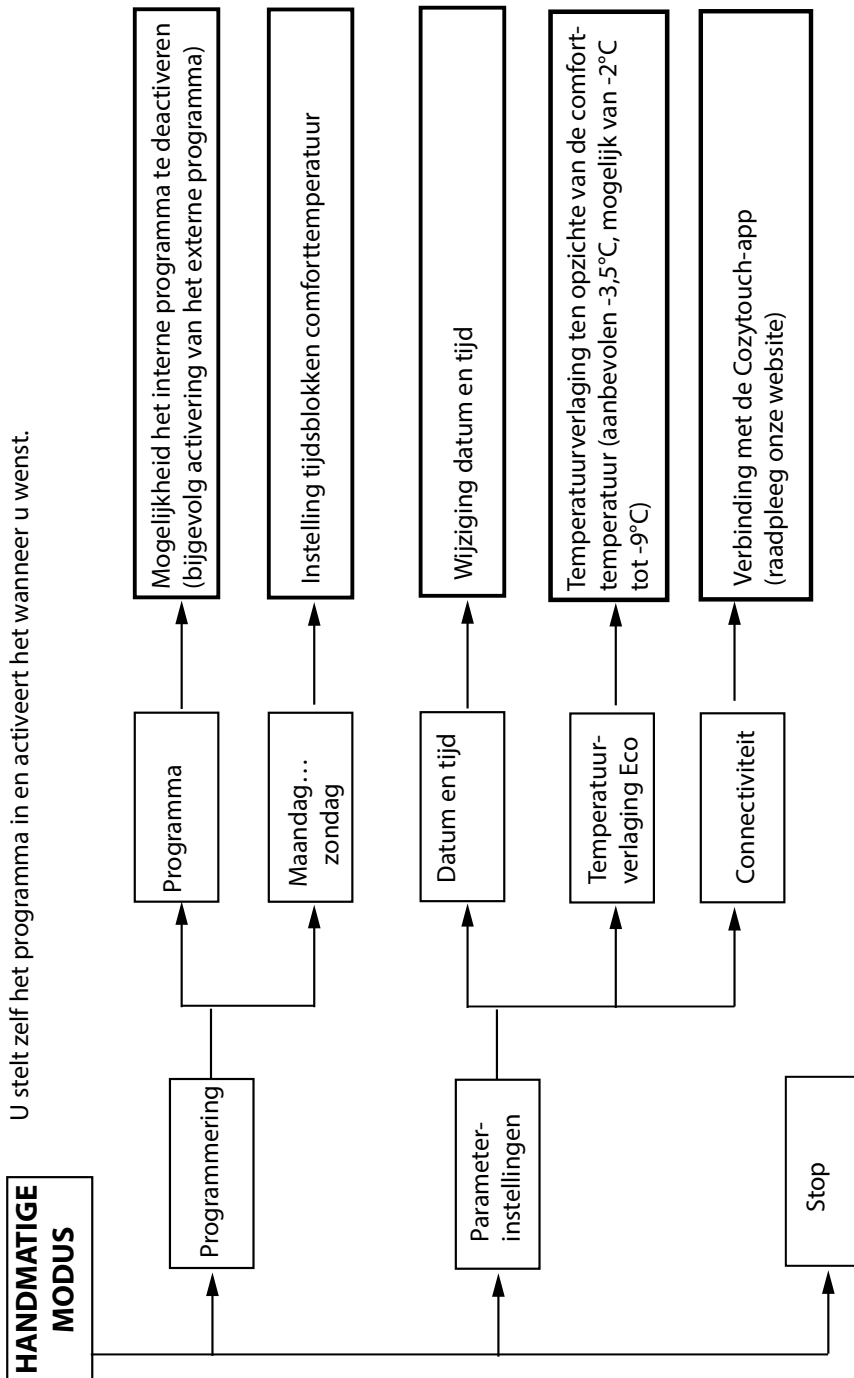 HANDMATIGE
MODUS
U stelt zelf het programma in en activeert het wanneer u wenst.
Programmering
Programma
Mogelijkheid het interne programma te deactiveren
(bijgevolg activering van het externe programma)
Maandag…
zondag
Instelling tijdsblokken comforttemperatuur
Parameter-
instellingen
Datum en tijd
Wijziging datum en tijd
Temperatuur-
verlaging Eco
Temperatuurverlaging ten opzichte van de comfort-
temperatuur (aanbevolen -3,5°C, mogelijk van -2°C
tot -9°C)
Connectiviteit
Verbinding met de Cozytouch-app
(raadpleeg onze website)
Stop